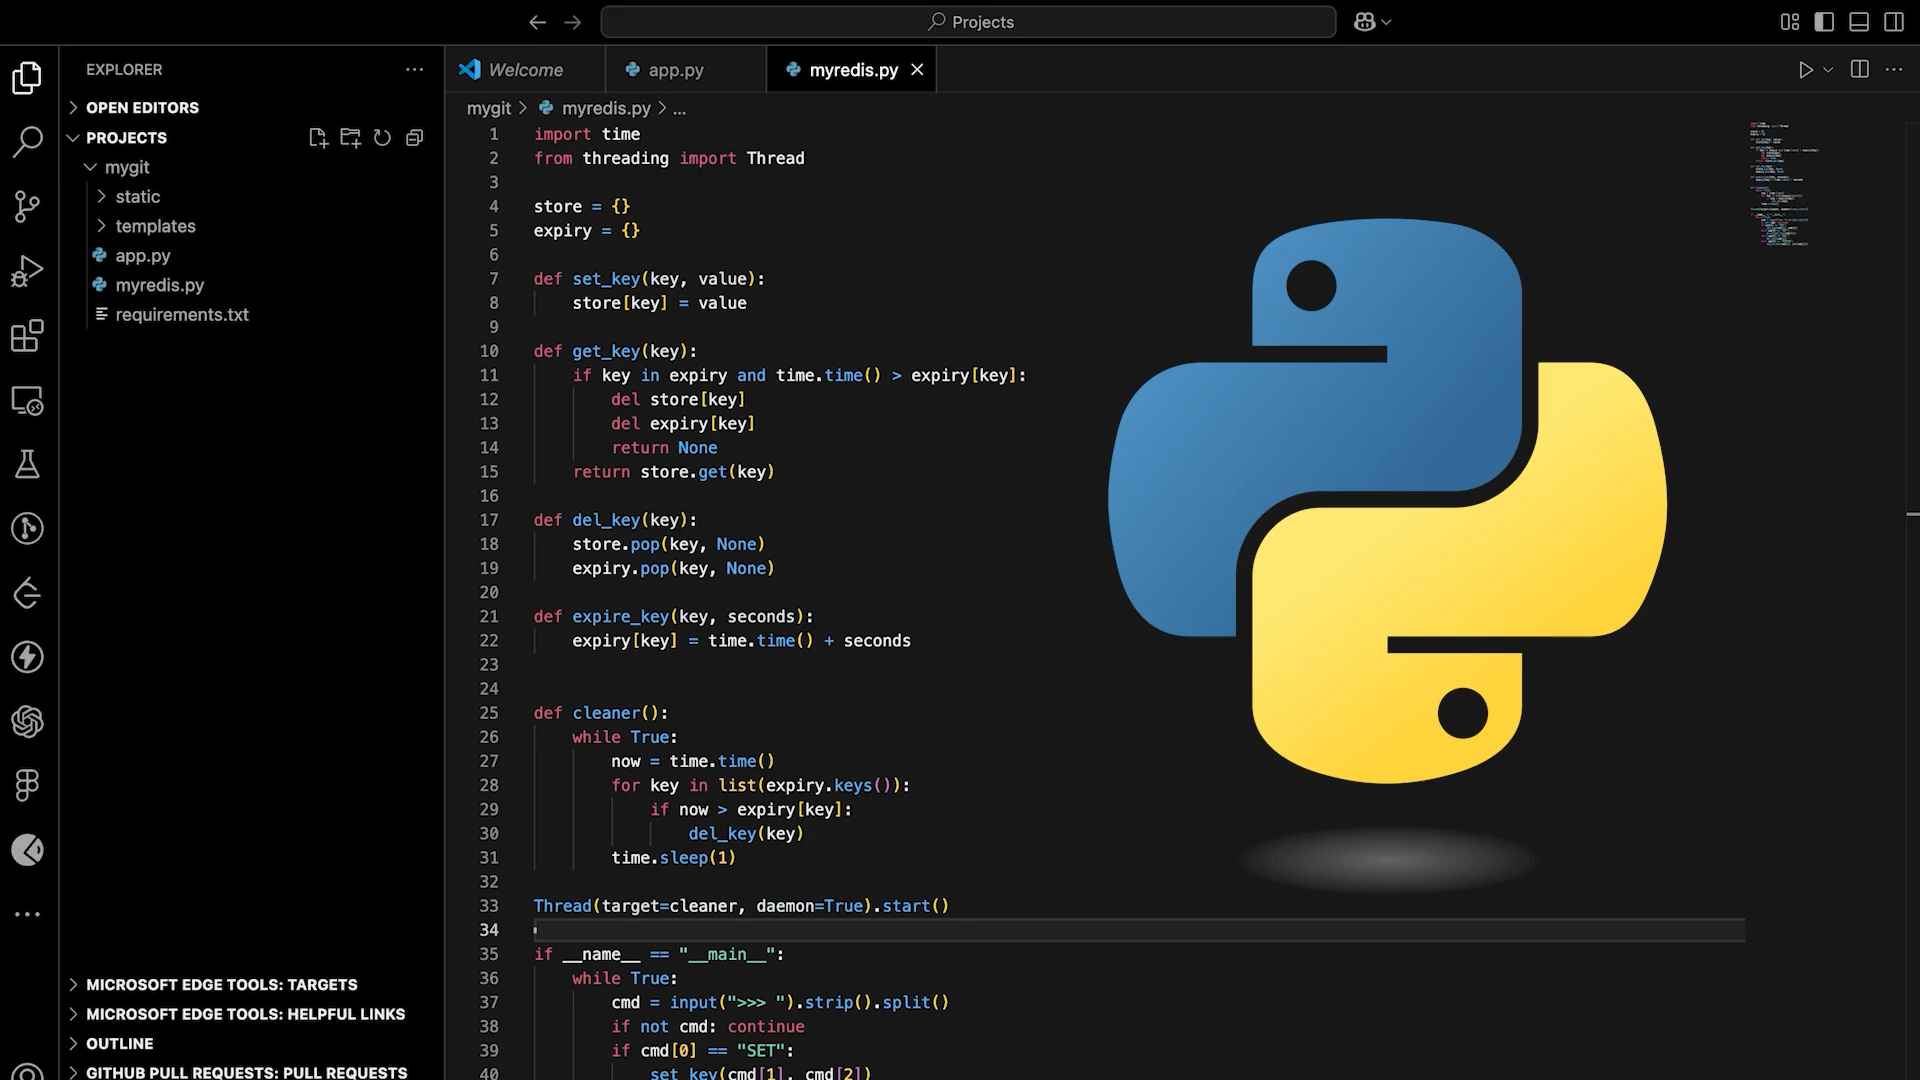 Projects
EXPLORER
OPEN EDITORS
PROJECTS
mygit
static
templates
app.py
myredis.py
requirements.txt
MICROSOFT EDGE TOOLS: TARGETS
MICROSOFT EDGE TOOLS: HELPFUL LINKS
OUTLINE
GITHUB PULL REQUESTS: PULL REQUESTS
Welcome
app.py
myredis.py
mygit > myredis.py > ...
1 import time
2 from threading import Thread
3
4 store = {}
5 expiry = {}
6
7 def set_key(key, value):
8     store[key] = value
9
10 def get_key(key):
11     if key in expiry and time.time() > expiry[key]:
12         del store[key]
13         del expiry[key]
14         return None
15     return store.get(key)
16
17 def del_key(key):
18     store.pop(key, None)
19     expiry.pop(key, None)
20
21 def expire_key(key, seconds):
22     expiry[key] = time.time() + seconds
23
24
25 def cleaner():
26     while True:
27         now = time.time()
28         for key in list(expiry.keys()):
29             if now > expiry[key]:
30                 del_key(key)
31         time.sleep(1)
32
33 Thread(target=cleaner, daemon=True).start()
34
35 if __name__ == "__main__":
36     while True:
37         cmd = input(">>> ").strip().split()
38         if not cmd: continue
39         if cmd[0] == "SET":
40             set_key(cmd[1], cmd[2])